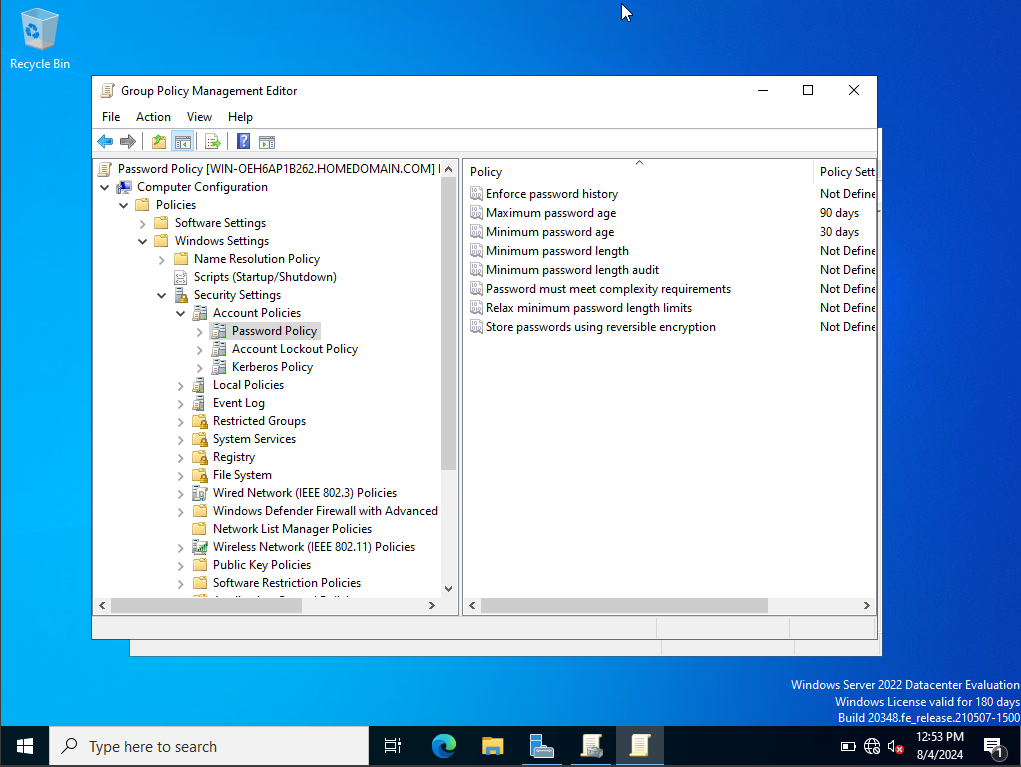 Recycle Bin
Group Policy Management Editor
File Action View Help
Password Policy [WIN-OEH6AP1B262.HOMEDOMAIN.COM]
Computer Configuration
Policies
Software Settings
Windows Settings
Name Resolution Policy
Scripts (Startup/Shutdown)
Security Settings
Account Policies
Password Policy
Account Lockout Policy
Kerberos Policy
Local Policies
Event Log
Restricted Groups
System Services
Registry
File System
Wired Network (IEEE 802.3) Policies
Windows Defender Firewall with Advanced
Network List Manager Policies
Wireless Network (IEEE 802.11) Policies
Public Key Policies
Software Restriction Policies
Policy Policy Sett
Enforce password history Not Define
Maximum password age 90 days
Minimum password age 30 days
Minimum password length Not Define
Minimum password length audit Not Define
Password must meet complexity requirements Not Define
Relax minimum password length limits Not Define
Store passwords using reversible encryption Not Define
Windows Server 2022 Datacenter Evaluation
Windows License valid for 180 days
Build 20348.fe_release.210507-1500
Type here to search
12:53 PM
8/4/2024
1